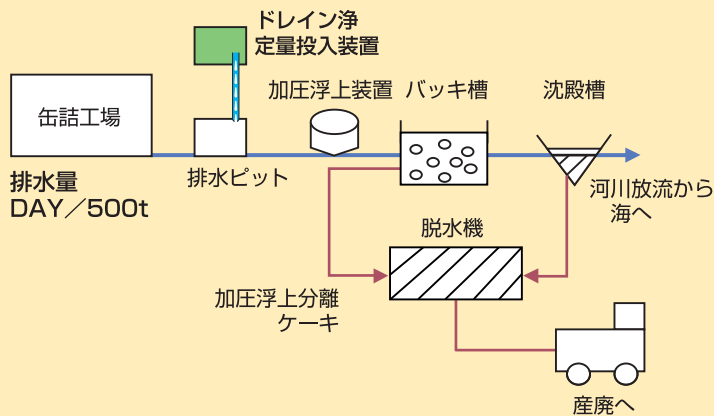 ドレイン浄
定量投入装置
缶詰工場
加圧浮上装置
バッキ槽
沈殿槽
排水ピット
排水量
DAY／500t
河川放流から
海へ
脱水機
加圧浮上分離
ケーキ
産廃へ